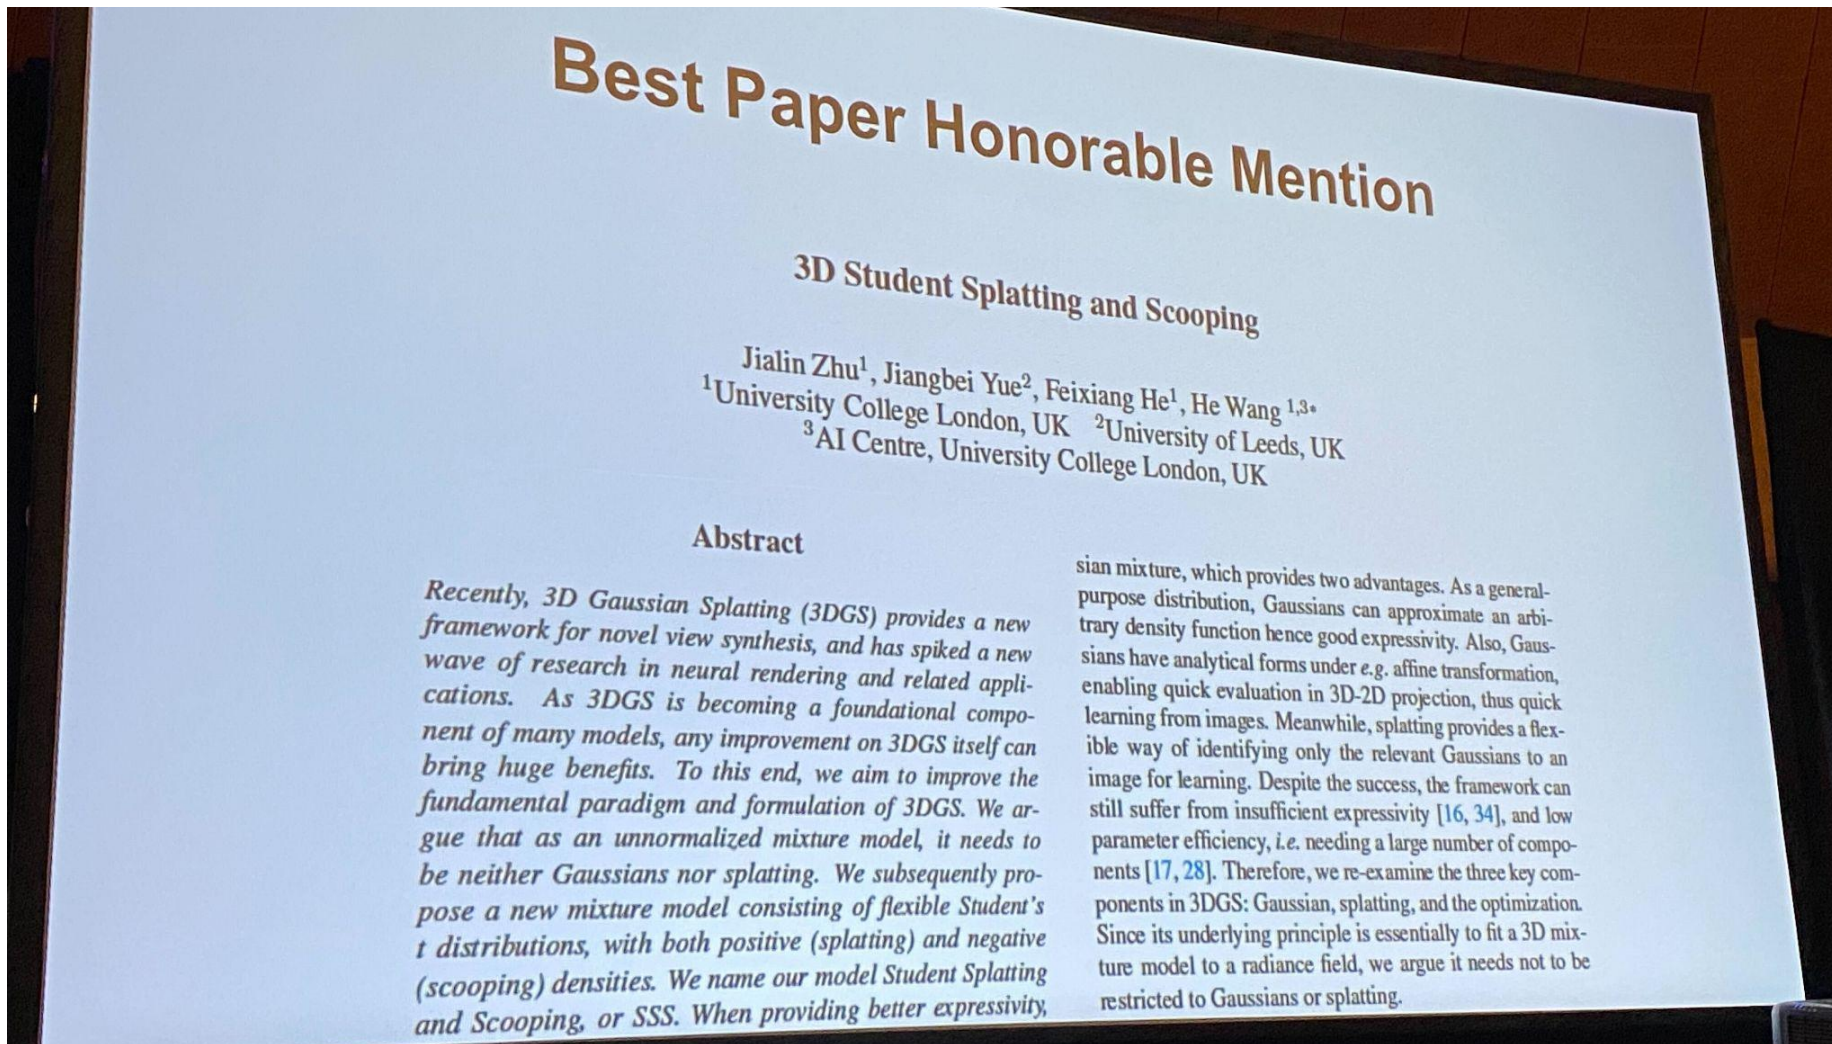 Best Paper Honorable Mention
3D Student Splatting and Scooping
Jialin Zhu¹, Jiangbei Yue², Feixiang He¹, He Wang ¹,³*
¹University College London, UK ²University of Leeds, UK
³AI Centre, University College London, UK
Abstract
Recently, 3D Gaussian Splatting (3DGS) provides a new
framework for novel view synthesis, and has spiked a new
wave of research in neural rendering and related appli-
cations. As 3DGS is becoming a foundational compo-
nent of many models, any improvement on 3DGS itself can
bring huge benefits. To this end, we aim to improve the
fundamental paradigm and formulation of 3DGS. We ar-
gue that as an unnormalized mixture model, it needs to
be neither Gaussians nor splatting. We subsequently pro-
pose a new mixture model consisting of flexible Student's
t distributions, with both positive (splatting) and negative
(scooping) densities. We name our model Student Splatting
and Scooping, or SSS. When providing better expressivity,
sian mixture, which provides two advantages. As a general-
purpose distribution, Gaussians can approximate an arbi-
trary density function hence good expressivity. Also, Gaus-
sians have analytical forms under e.g. affine transformation,
enabling quick evaluation in 3D-2D projection, thus quick
learning from images. Meanwhile, splatting provides a flex-
ible way of identifying only the relevant Gaussians to an
image for learning. Despite the success, the framework can
still suffer from insufficient expressivity [16, 34], and low
parameter efficiency, i.e. needing a large number of compo-
nents [17, 28]. Therefore, we re-examine the three key com-
ponents in 3DGS: Gaussian, splatting, and the optimization.
Since its underlying principle is essentially to fit a 3D mix-
ture model to a radiance field, we argue it needs not to be
restricted to Gaussians or splatting.